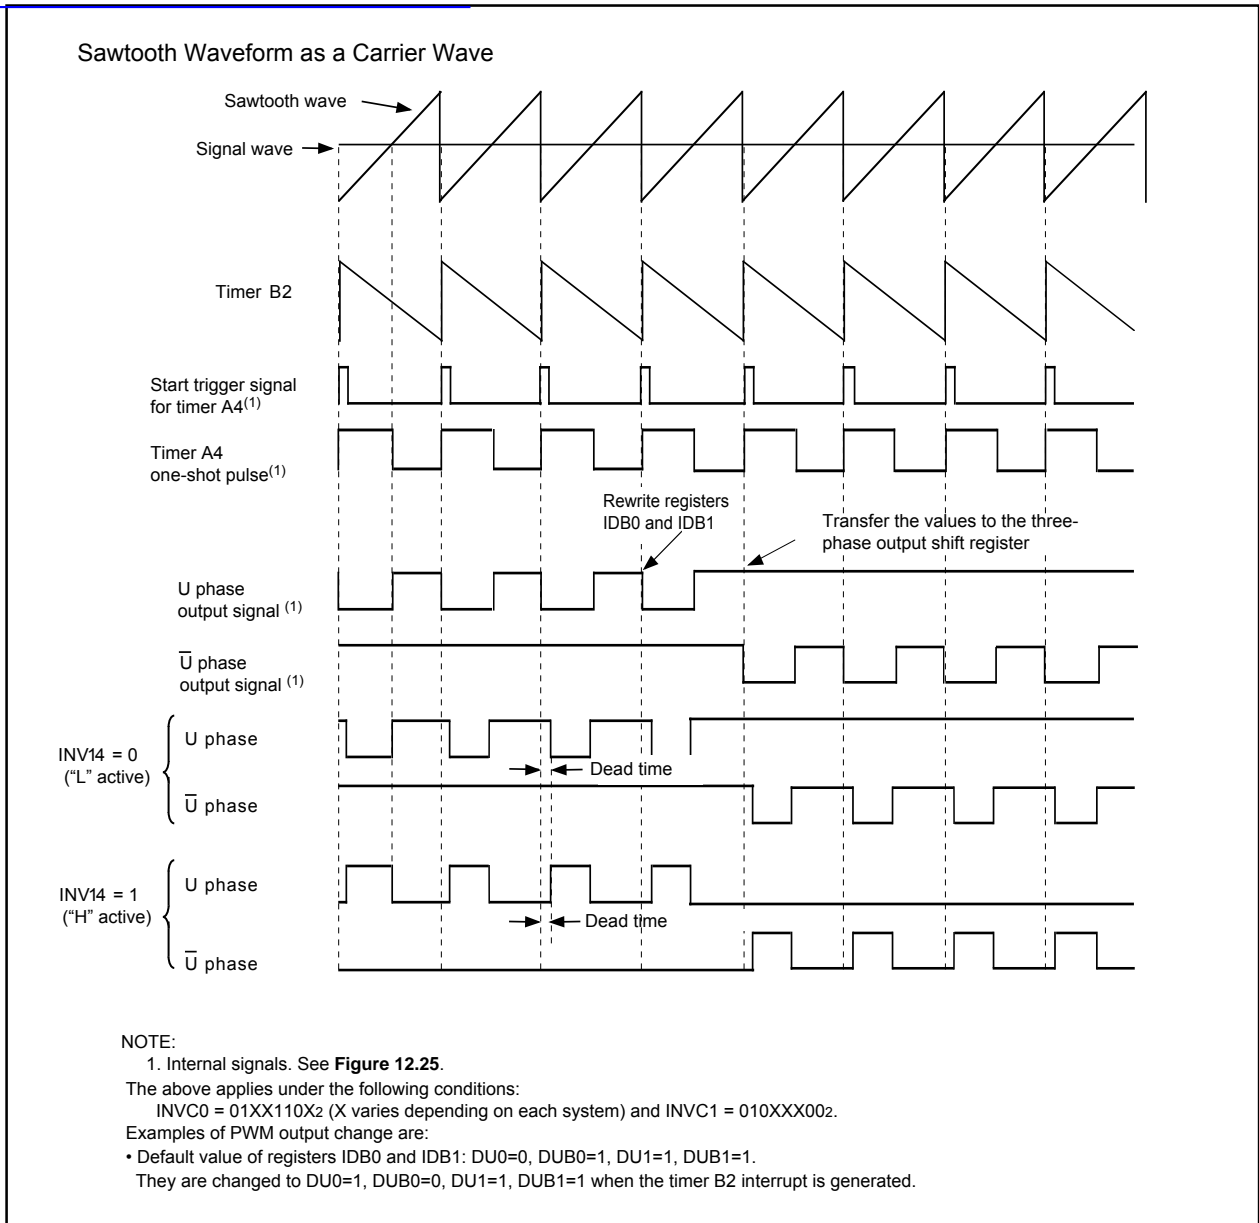 Sawtooth Waveform as a Carrier Wave
Sawtooth wave
Signal wave
Timer B2
Start trigger signal
for timer A4(1)
Timer A4
one-shot pulse(1)
Rewrite registers
IDB0 and IDB1
Transfer the values to the three-
phase output shift register
U phase
output signal (1)
U̅ phase
output signal (1)
INV14 = 0
(“L” active)
U phase
Dead time
U̅ phase
INV14 = 1
(“H” active)
U phase
Dead time
U̅ phase
NOTE:
1. Internal signals. See Figure 12.25.
The above applies under the following conditions:
INVC0 = 01XX110X2 (X varies depending on each system) and INVC1 = 010XXX002.
Examples of PWM output change are:
• Default value of registers IDB0 and IDB1: DU0=0, DUB0=1, DU1=1, DUB1=1.
They are changed to DU0=1, DUB0=0, DU1=1, DUB1=1 when the timer B2 interrupt is generated.